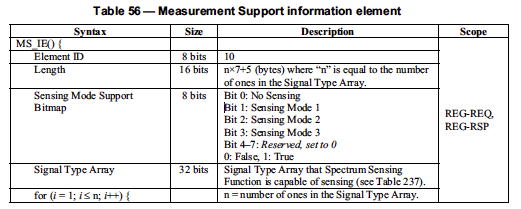 Table 56 — Measurement Support information element
Syntax Size Description Scope
MS_IE() {
Element ID 8 bits 10
Length 16 bits n×7+5 (bytes) where “n” is equal to the number
of ones in the Signal Type Array.
Sensing Mode Support 8 bits Bit 0: No Sensing
Bitmap Bit 1: Sensing Mode 1
Bit 2: Sensing Mode 2
Bit 3: Sensing Mode 3
Bit 4–7: Reserved, set to 0
0: False, 1: True
REG-REQ,
REG-RSP
Signal Type Array 32 bits Signal Type Array that Spectrum Sensing
Function is capable of sensing (see Table 237).
for (i = 1; i ≤ n; i++) { n = number of ones in the Signal Type Array.